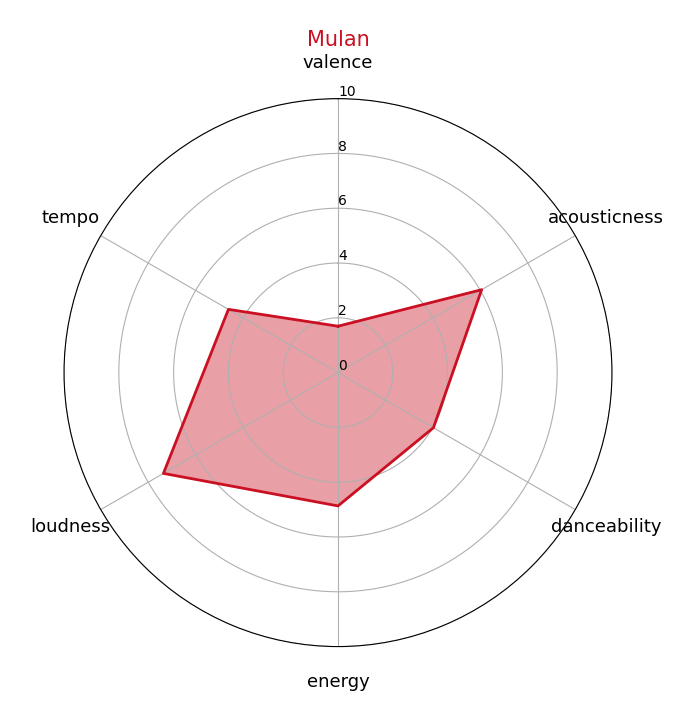 Mulan
valence
10
8
tempo
acousticness
6
4
2
0
loudness
danceability
energy